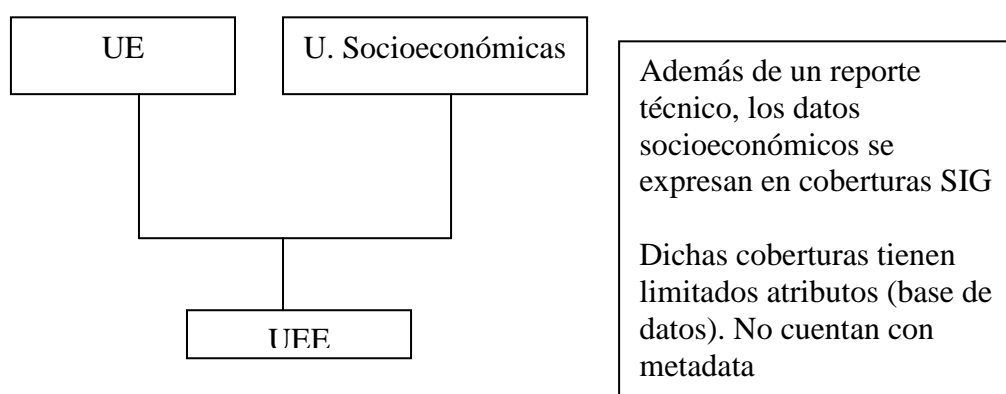 UE
U. Socioeconómicas
Además de un reporte
técnico, los datos
socioeconómicos se
expresan en coberturas SIG
Dichas coberturas tienen
limitados atributos (base de
datos). No cuentan con
metadata
UEE